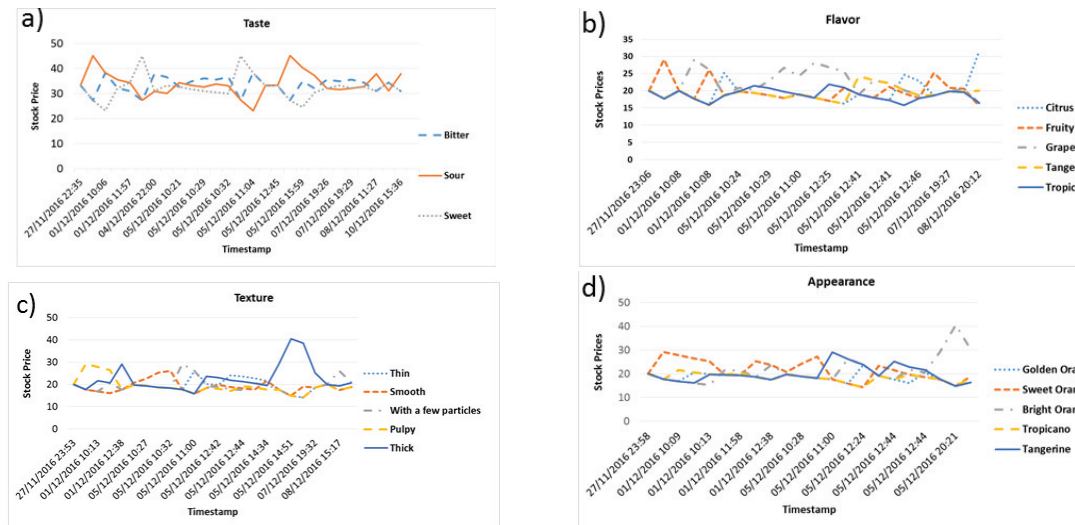 a)
Taste
Stock Price
50
40
30
20
10
0
27/11/2016 22:35
01/12/2016 10:06
01/12/2016 11:57
04/12/2016 22:00
05/12/2016 10:21
05/12/2016 10:29
05/12/2016 10:32
05/12/2016 11:04
05/12/2016 12:45
05/12/2016 15:59
07/12/2016 19:26
07/12/2016 19:29
08/12/2016 11:27
10/12/2016 15:36
Timestamp
Bitter
Sour
Sweet
b)
Flavor
Stock Prices
35
30
25
20
15
10
5
0
27/11/2016 23:06
01/12/2016 10:08
01/12/2016 10:08
05/12/2016 10:24
05/12/2016 10:29
05/12/2016 11:00
05/12/2016 12:25
05/12/2016 12:41
05/12/2016 12:41
05/12/2016 12:46
07/12/2016 19:27
08/12/2016 20:12
Timestamp
Citrus
Fruity
Grape
Tange
Tropic
c)
Texture
Stock Price
50
40
30
20
10
0
27/11/2016 23:53
01/12/2016 10:13
01/12/2016 12:38
05/12/2016 10:27
05/12/2016 10:32
05/12/2016 11:00
05/12/2016 12:42
05/12/2016 12:44
05/12/2016 14:34
05/12/2016 14:51
07/12/2016 19:32
08/12/2016 15:17
Timestamp
Thin
Smooth
With a few particles
Pulpy
Thick
d)
Appearance
Stock Prices
50
40
30
20
10
0
27/11/2016 23:58
01/12/2016 10:09
01/12/2016 10:13
01/12/2016 11:58
01/12/2016 12:38
05/12/2016 10:28
05/12/2016 11:00
05/12/2016 12:24
05/12/2016 12:44
05/12/2016 12:44
05/12/2016 20:21
Timestamp
Golden Ora
Sweet Oran
Bright Oran
Tropicano
Tangerine